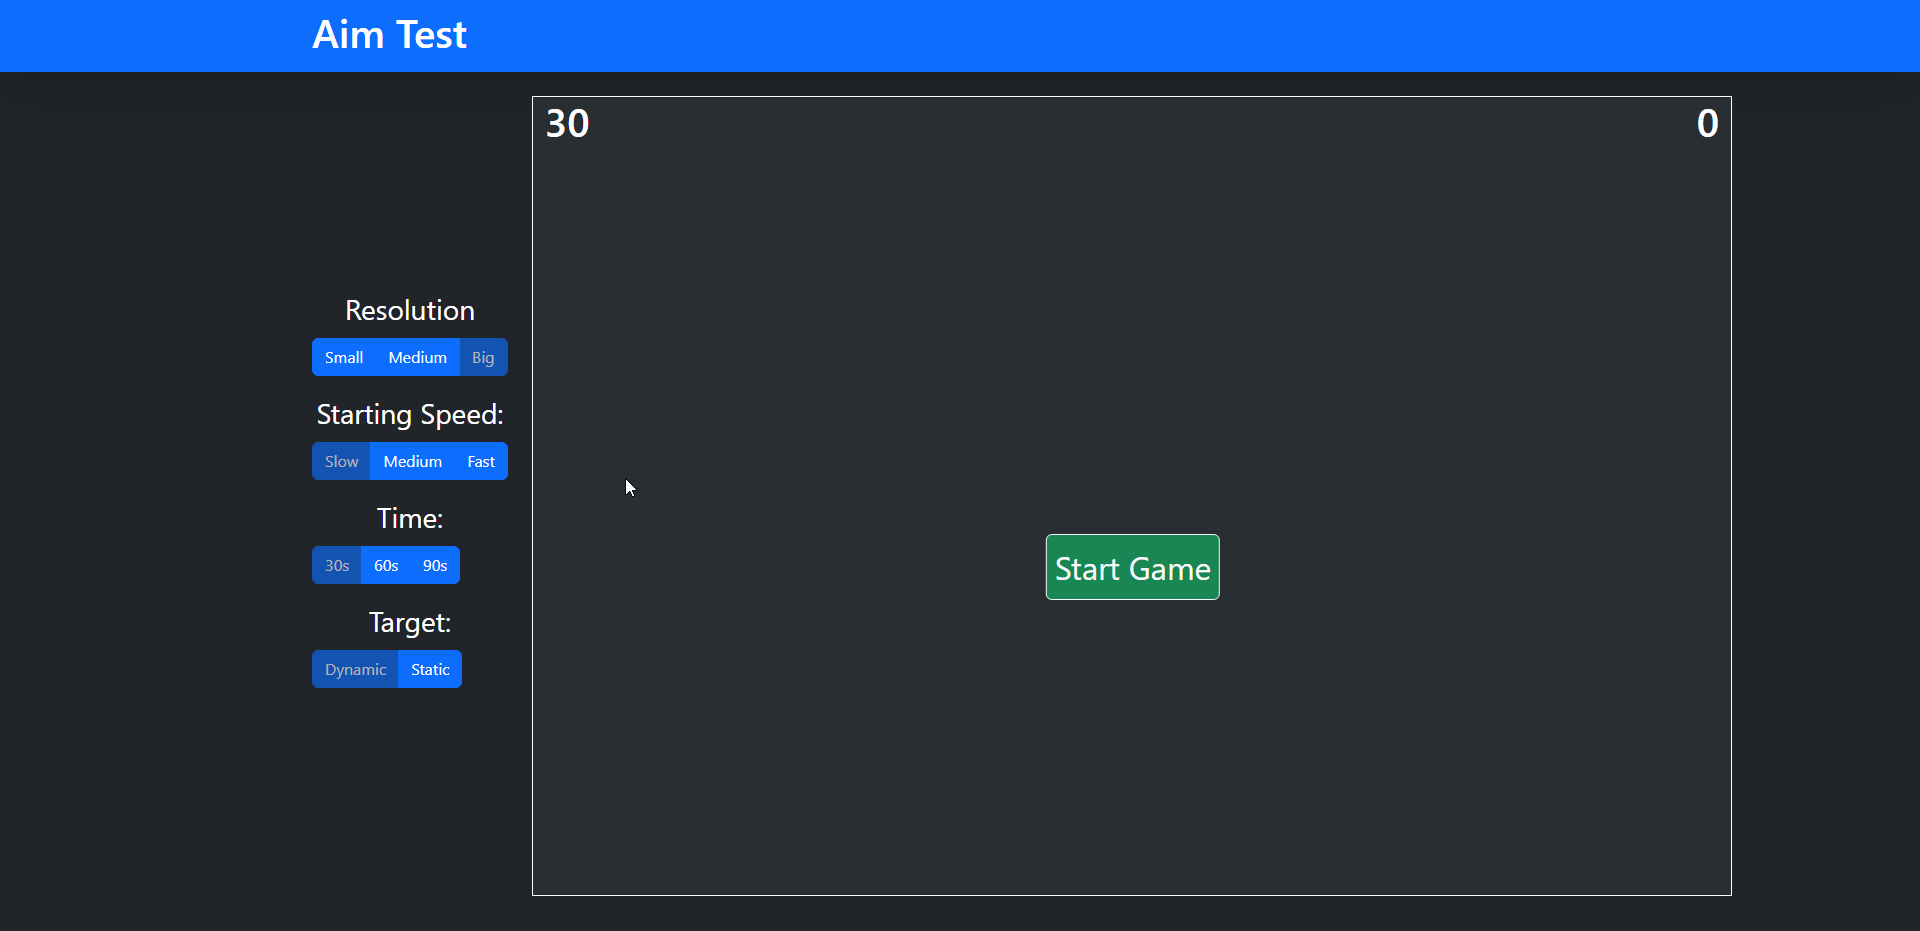 Aim Test
30 0
Resolution
Small Medium Big
Starting Speed:
Slow Medium Fast
Time:
30s 60s 90s
Start Game
Target:
Dynamic Static